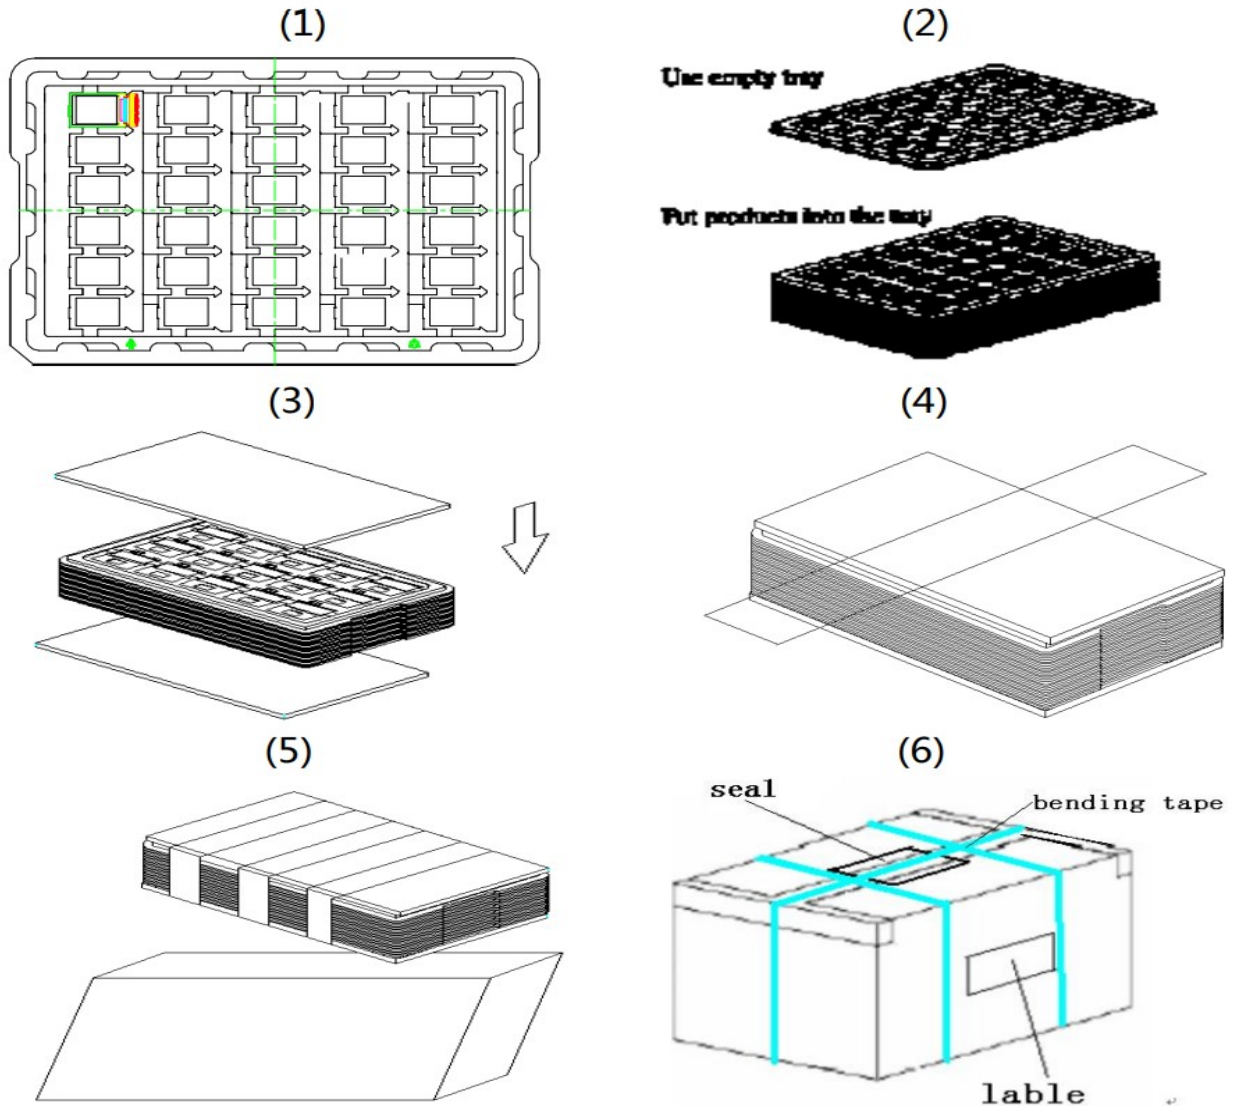 (1)
(2)
Use empty tray
Put products into the tray
(3)
(4)
(5)
(6)
seal
bending tape
lable